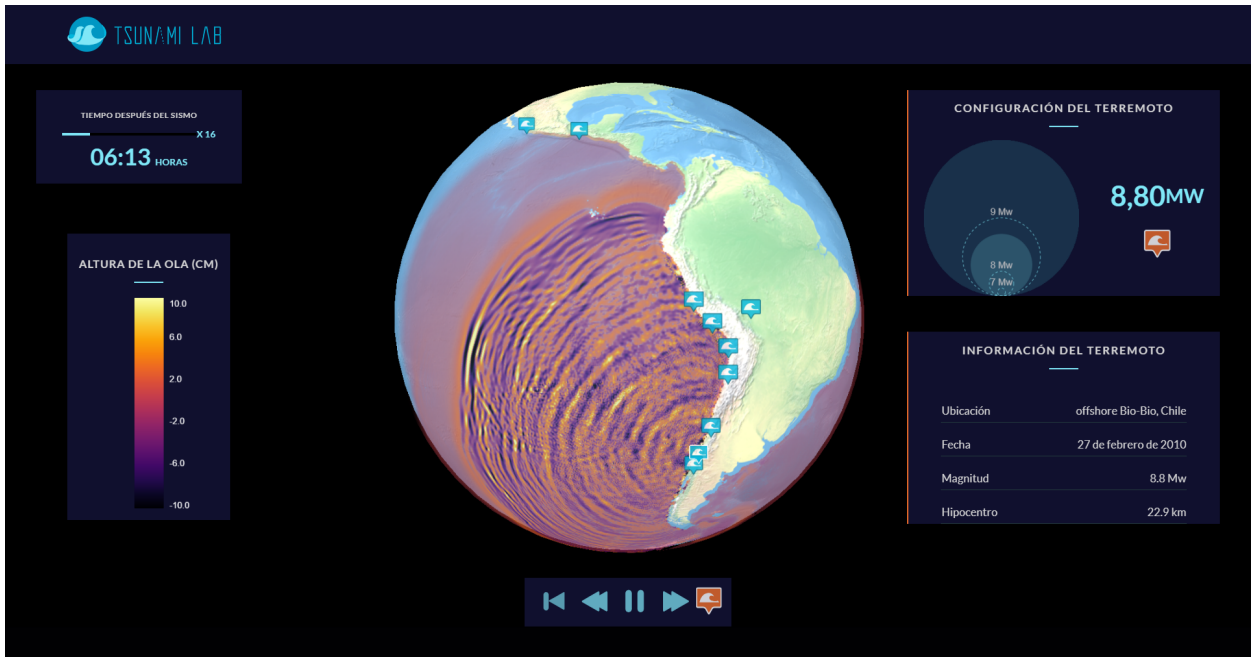 TSUNAMI LAB
TIEMPO DESPUÉS DEL SISMO
X 16
06:13 HORAS
ALTURA DE LA OLA (CM)
10.0
6.0
2.0
-2.0
-6.0
-10.0
CONFIGURACIÓN DEL TERREMOTO
9 Mw
8 Mw
7 Mw
8,80MW
INFORMACIÓN DEL TERREMOTO
Ubicación offshore Bio-Bio, Chile
Fecha 27 de febrero de 2010
Magnitud 8.8 Mw
Hipocentro 22.9 km